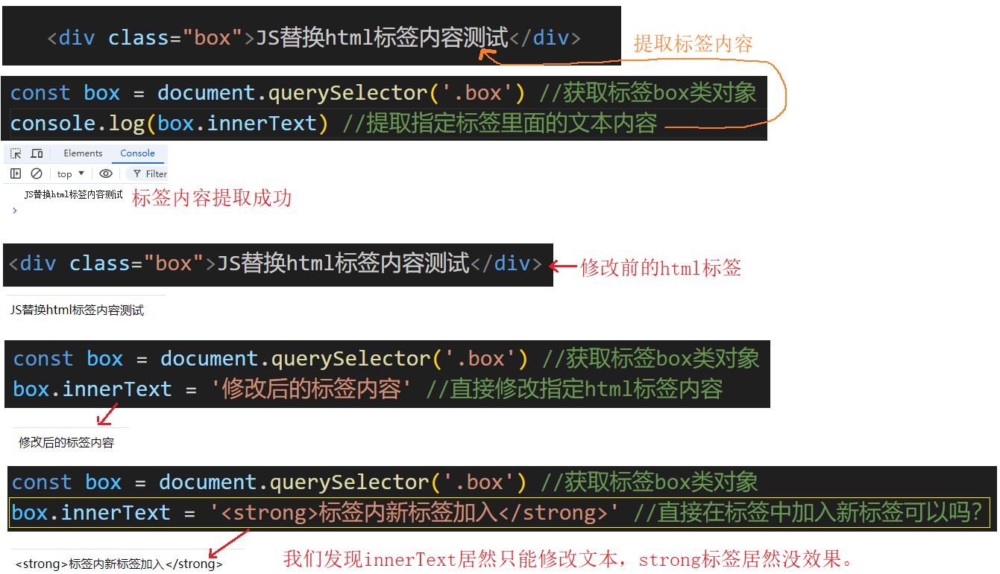 <div class="box">JS替换html标签内容测试</div>
提取标签内容
const box = document.querySelector('.box') //获取标签box类对象
console.log(box.innerText) //提取指定标签里面的文本内容
Elements Console
top Filter
JS替换html标签内容测试
标签内容提取成功
<div class="box">JS替换html标签内容测试</div>
修改前的html标签
JS替换html标签内容测试
const box = document.querySelector('.box') //获取标签box类对象
box.innerText = '修改后的标签内容' //直接修改指定html标签内容
修改后的标签内容
const box = document.querySelector('.box') //获取标签box类对象
box.innerText = '<strong>标签内新标签加入</strong>' //直接在标签中加入新标签可以吗?
<strong>标签内新标签加入</strong>
我们发现innerText居然只能修改文本，strong标签居然没效果。